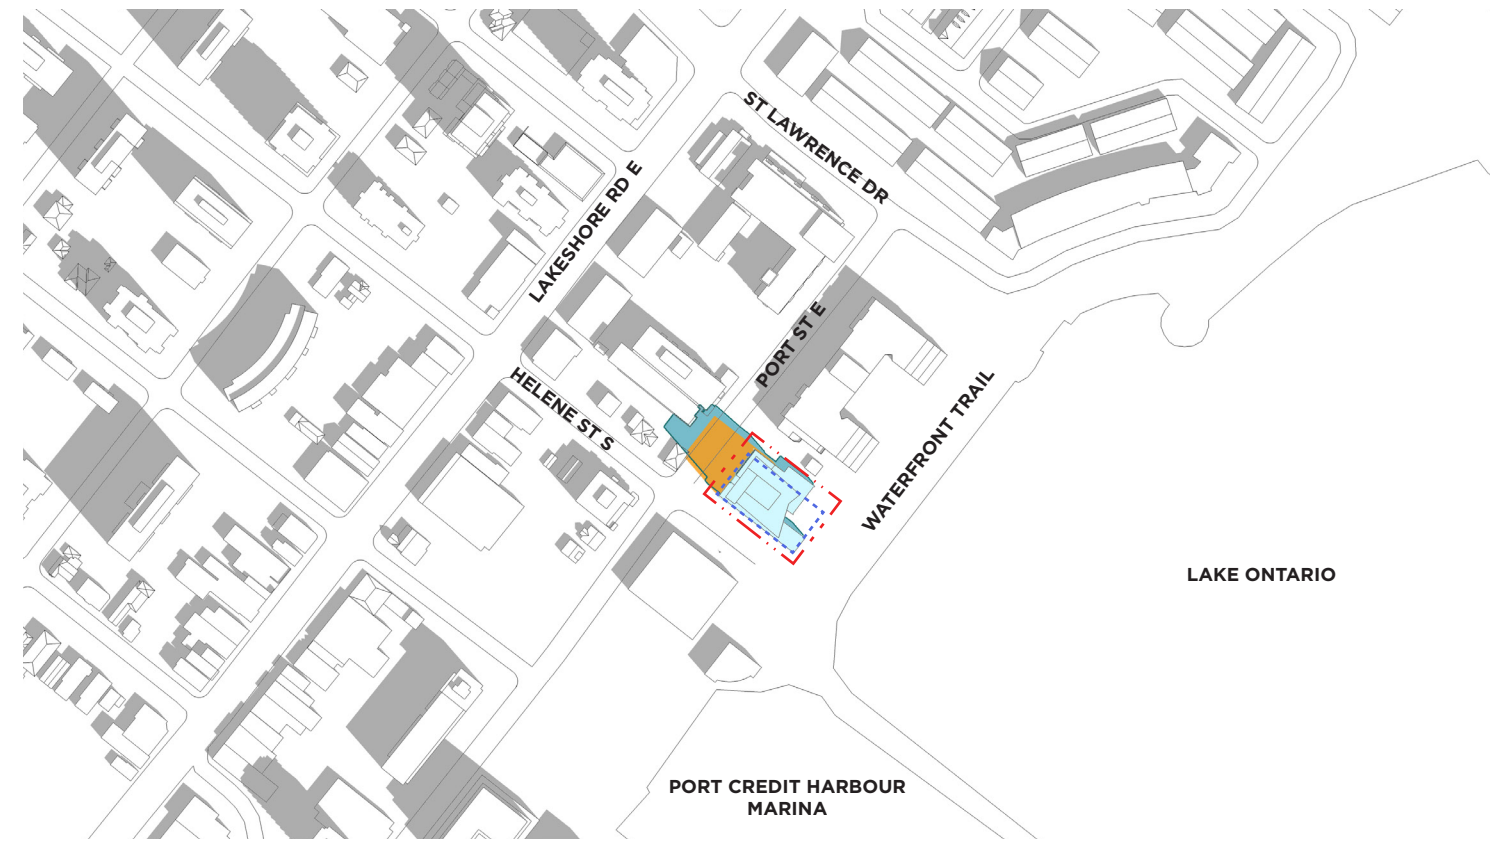 ST LAWRENCE DR
LAKESHORE RD E
PORT ST E
HELENE ST S
WATERFRONT TRAIL
LAKE ONTARIO
PORT CREDIT HARBOUR
MARINA